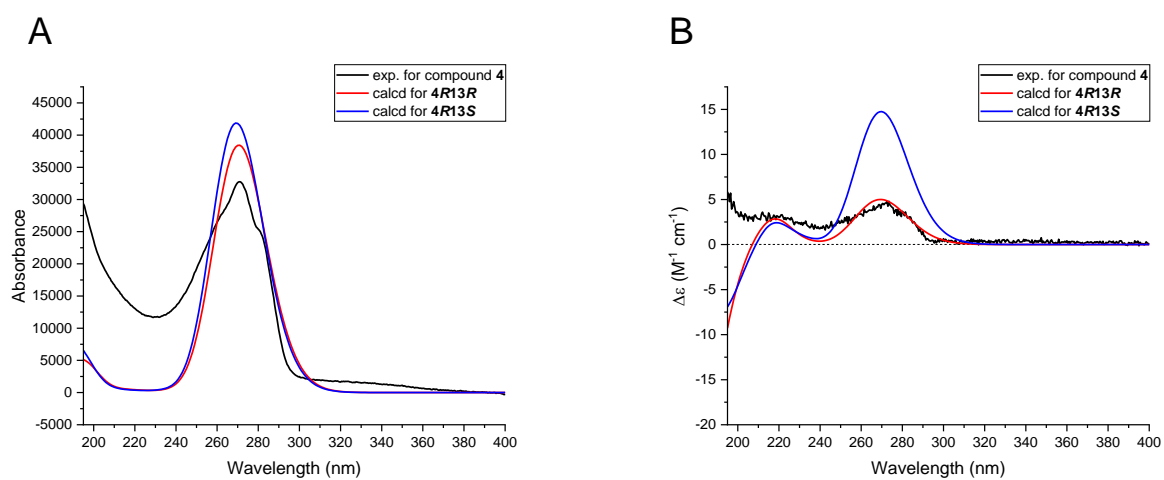 A
exp. for compound 4
calcd for 4R13R
calcd for 4R13S
45000
40000
35000
30000
25000
20000
15000
10000
5000
0
-5000
Absorbance
200 220 240 260 280 300 320 340 360 380 400
Wavelength (nm)
B
exp. for compound 4
calcd for 4R13R
calcd for 4R13S
15
10
5
0
-5
-10
-15
-20
Δε (M⁻¹ cm⁻¹)
200 220 240 260 280 300 320 340 360 380 400
Wavelength (nm)